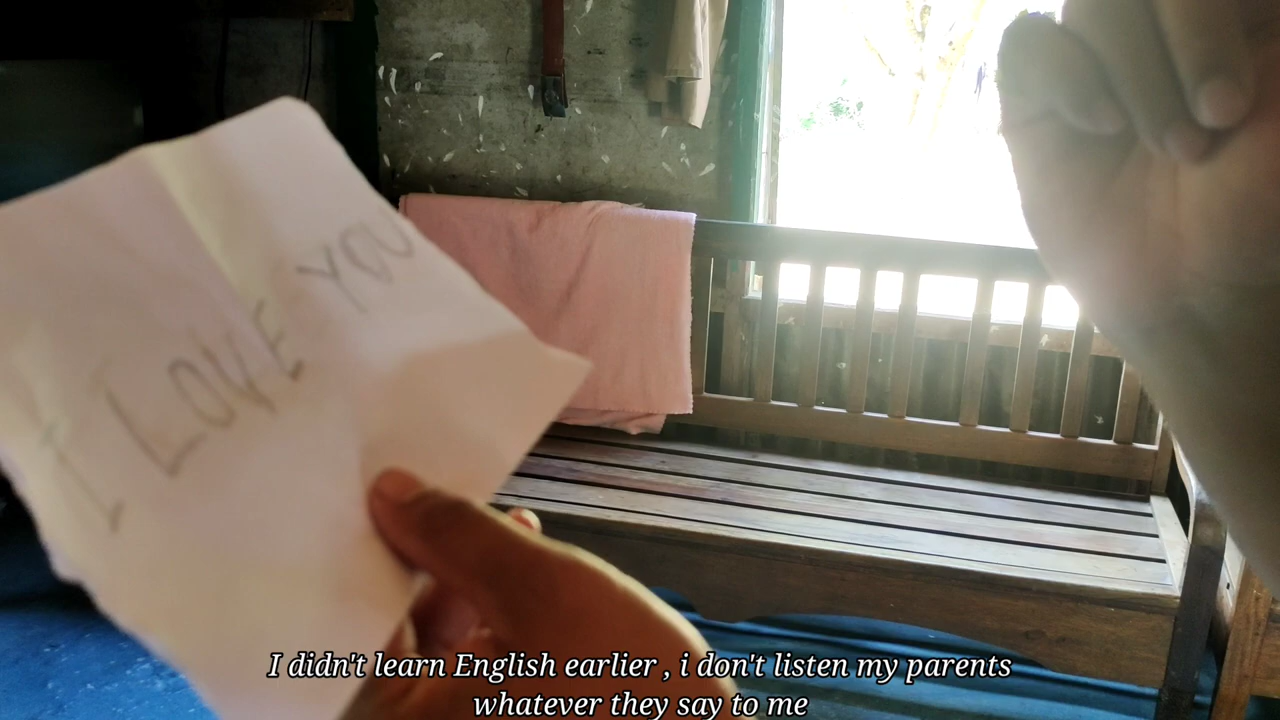 I LOVE YOU
I didn't learn English earlier , i don't listen my parents
whatever they say to me